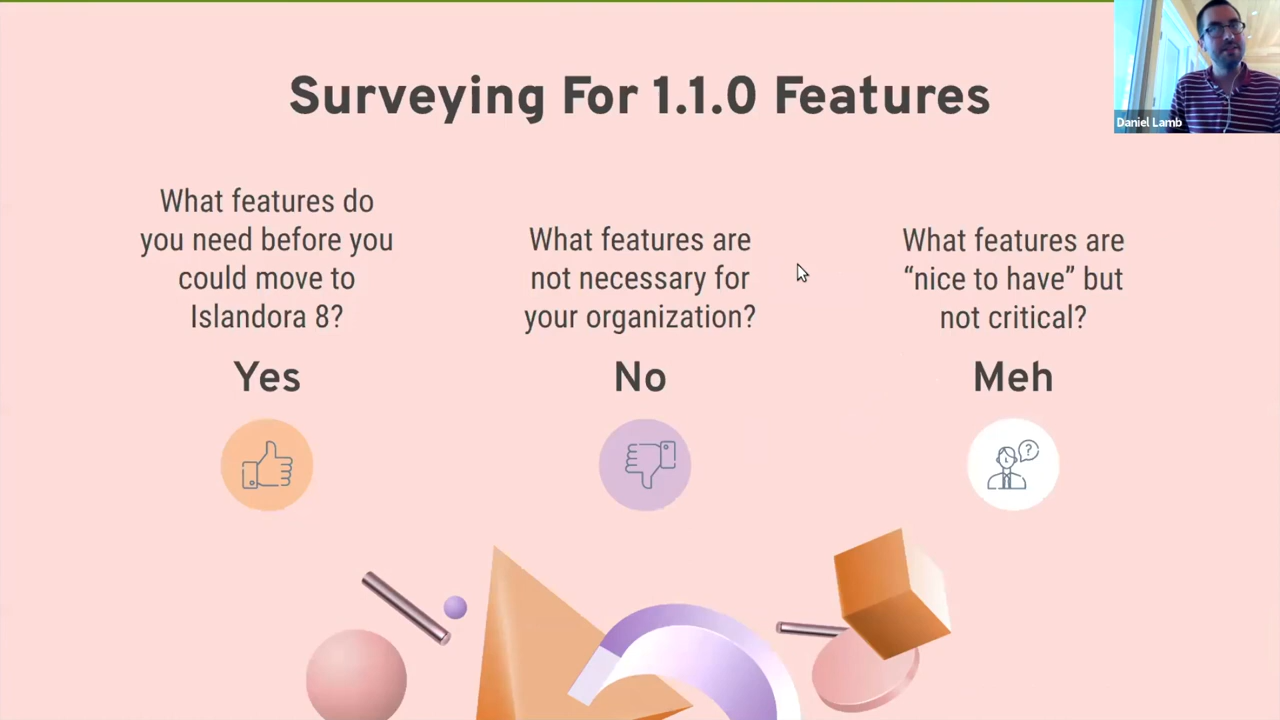 Surveying For 1.1.0 Features
Daniel Lamb
What features do
you need before you
could move to
Islandora 8?
Yes
What features are
not necessary for
your organization?
No
What features are
“nice to have” but
not critical?
Meh
?